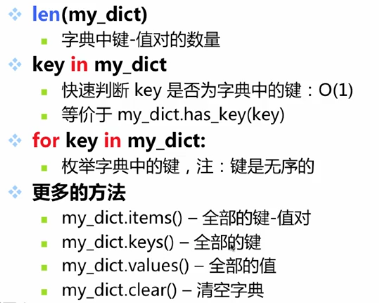 len(my_dict)
字典中键-值对的数量
key in my_dict
快速判断 key 是否为字典中的键：O(1)
等价于 my_dict.has_key(key)
for key in my_dict:
枚举字典中的键，注：键是无序的
更多的方法
my_dict.items() – 全部的键-值对
my_dict.keys() – 全部的键
my_dict.values() – 全部的值
my_dict.clear() – 清空字典